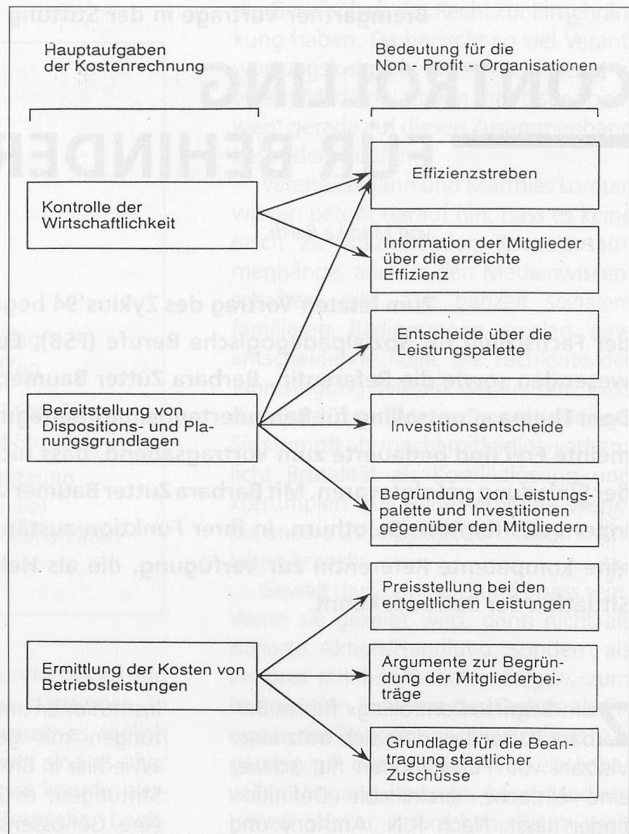 Hauptaufgaben
der Kostenrechnung
Bedeutung für die
Non - Profit - Organisationen
Kontrolle der
Wirtschaftlichkeit
Effizienzstreben
Information der Mitglieder
über die erreichte
Effizienz
Bereitstellung von
Dispositions- und Pla-
nungsgrundlagen
Entscheide über die
Leistungspalette
Investitionsentscheide
Begründung von Leistungs-
palette und Investitionen
gegenüber den Mitgliedern
Ermittlung der Kosten von
Betriebsleistungen
Preisstellung bei den
entgeltlichen Leistungen
Argumente zur Begrün-
dung der Mitgliederbei-
träge
Grundlage für die Bean-
tragung staatlicher
Zuschüsse